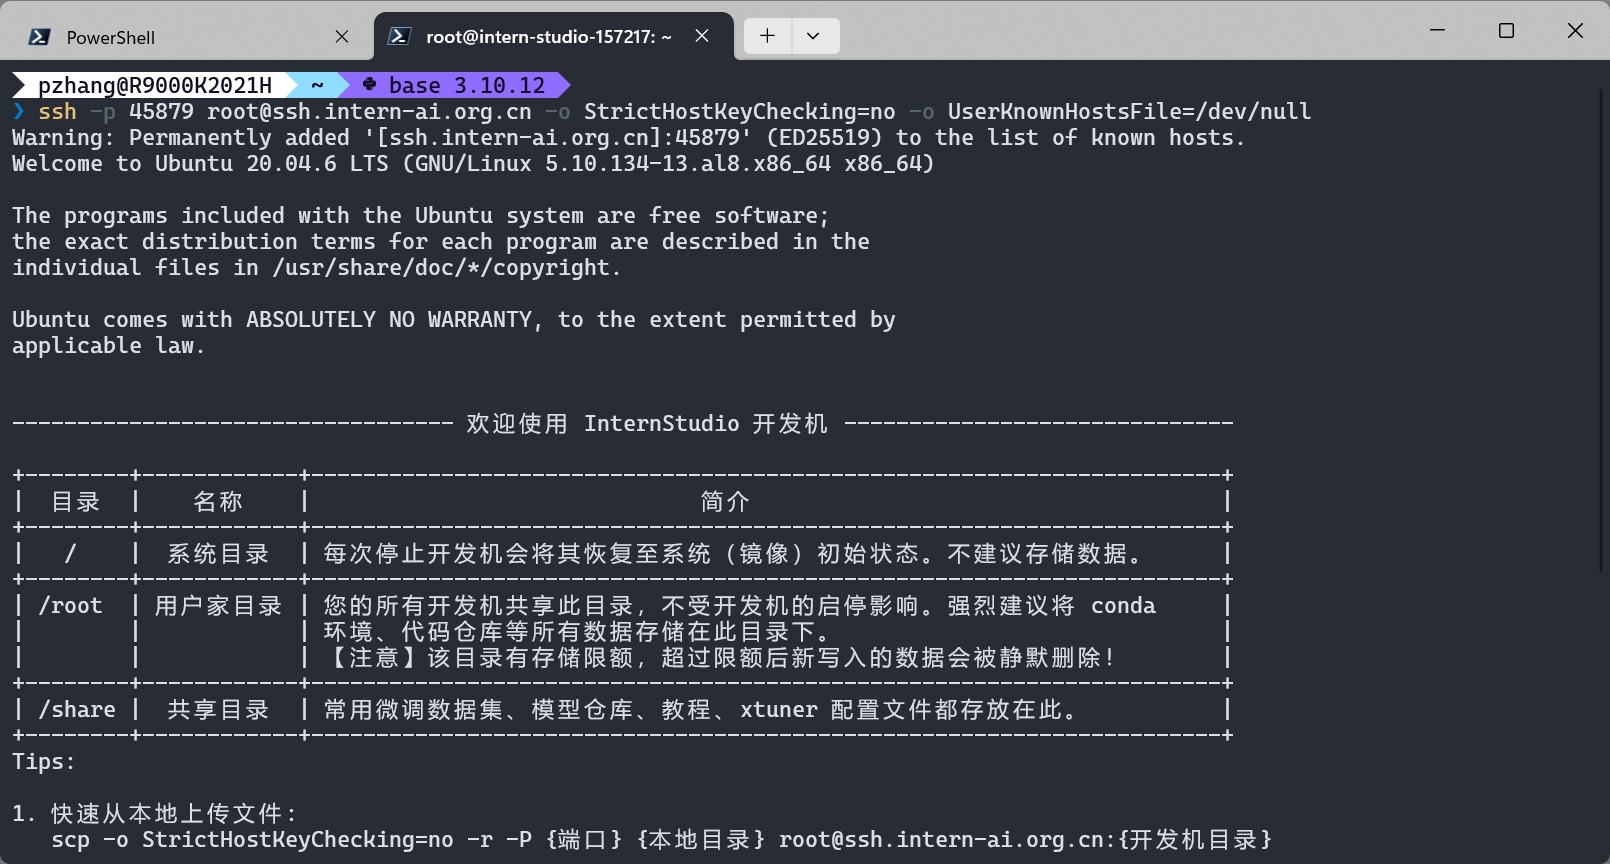 PowerShell
root@intern-studio-157217: ~
pzhang@R9000K2021H ~ base 3.10.12
❯ ssh -p 45879 root@ssh.intern-ai.org.cn -o StrictHostKeyChecking=no -o UserKnownHostsFile=/dev/null
Warning: Permanently added '[ssh.intern-ai.org.cn]:45879' (ED25519) to the list of known hosts.
Welcome to Ubuntu 20.04.6 LTS (GNU/Linux 5.10.134-13.al8.x86_64 x86_64)
The programs included with the Ubuntu system are free software;
the exact distribution terms for each program are described in the
individual files in /usr/share/doc/*/copyright.
Ubuntu comes with ABSOLUTELY NO WARRANTY, to the extent permitted by
applicable law.
---------------------------------- 欢迎使用 InternStudio 开发机 ------------------------------
+--------+------------+----------------------------------------------------------------------+
| 目录 | 名称 | 简介 |
+--------+------------+----------------------------------------------------------------------+
| / | 系统目录 | 每次停止开发机会将其恢复至系统（镜像）初始状态。不建议存储数据。 |
+--------+------------+----------------------------------------------------------------------+
| /root | 用户家目录 | 您的所有开发机共享此目录，不受开发机的启停影响。强烈建议将 conda |
| | | 环境、代码仓库等所有数据存储在此目录下。 |
| | | 【注意】该目录有存储限额，超过限额后新写入的数据会被静默删除！ |
+--------+------------+----------------------------------------------------------------------+
| /share | 共享目录 | 常用微调数据集、模型仓库、教程、xtuner 配置文件都存放在此。 |
+--------+------------+----------------------------------------------------------------------+
Tips:
1. 快速从本地上传文件：
scp -o StrictHostKeyChecking=no -r -P {端口} {本地目录} root@ssh.intern-ai.org.cn:{开发机目录}